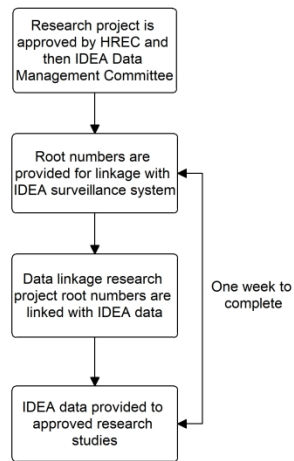 Research project is
approved by HREC and
then IDEA Data
Management Committee
Root numbers are
provided for linkage with
IDEA surveillance system
Data linkage research
project root numbers are
linked with IDEA data
One week to
complete
IDEA data provided to
approved research
studies